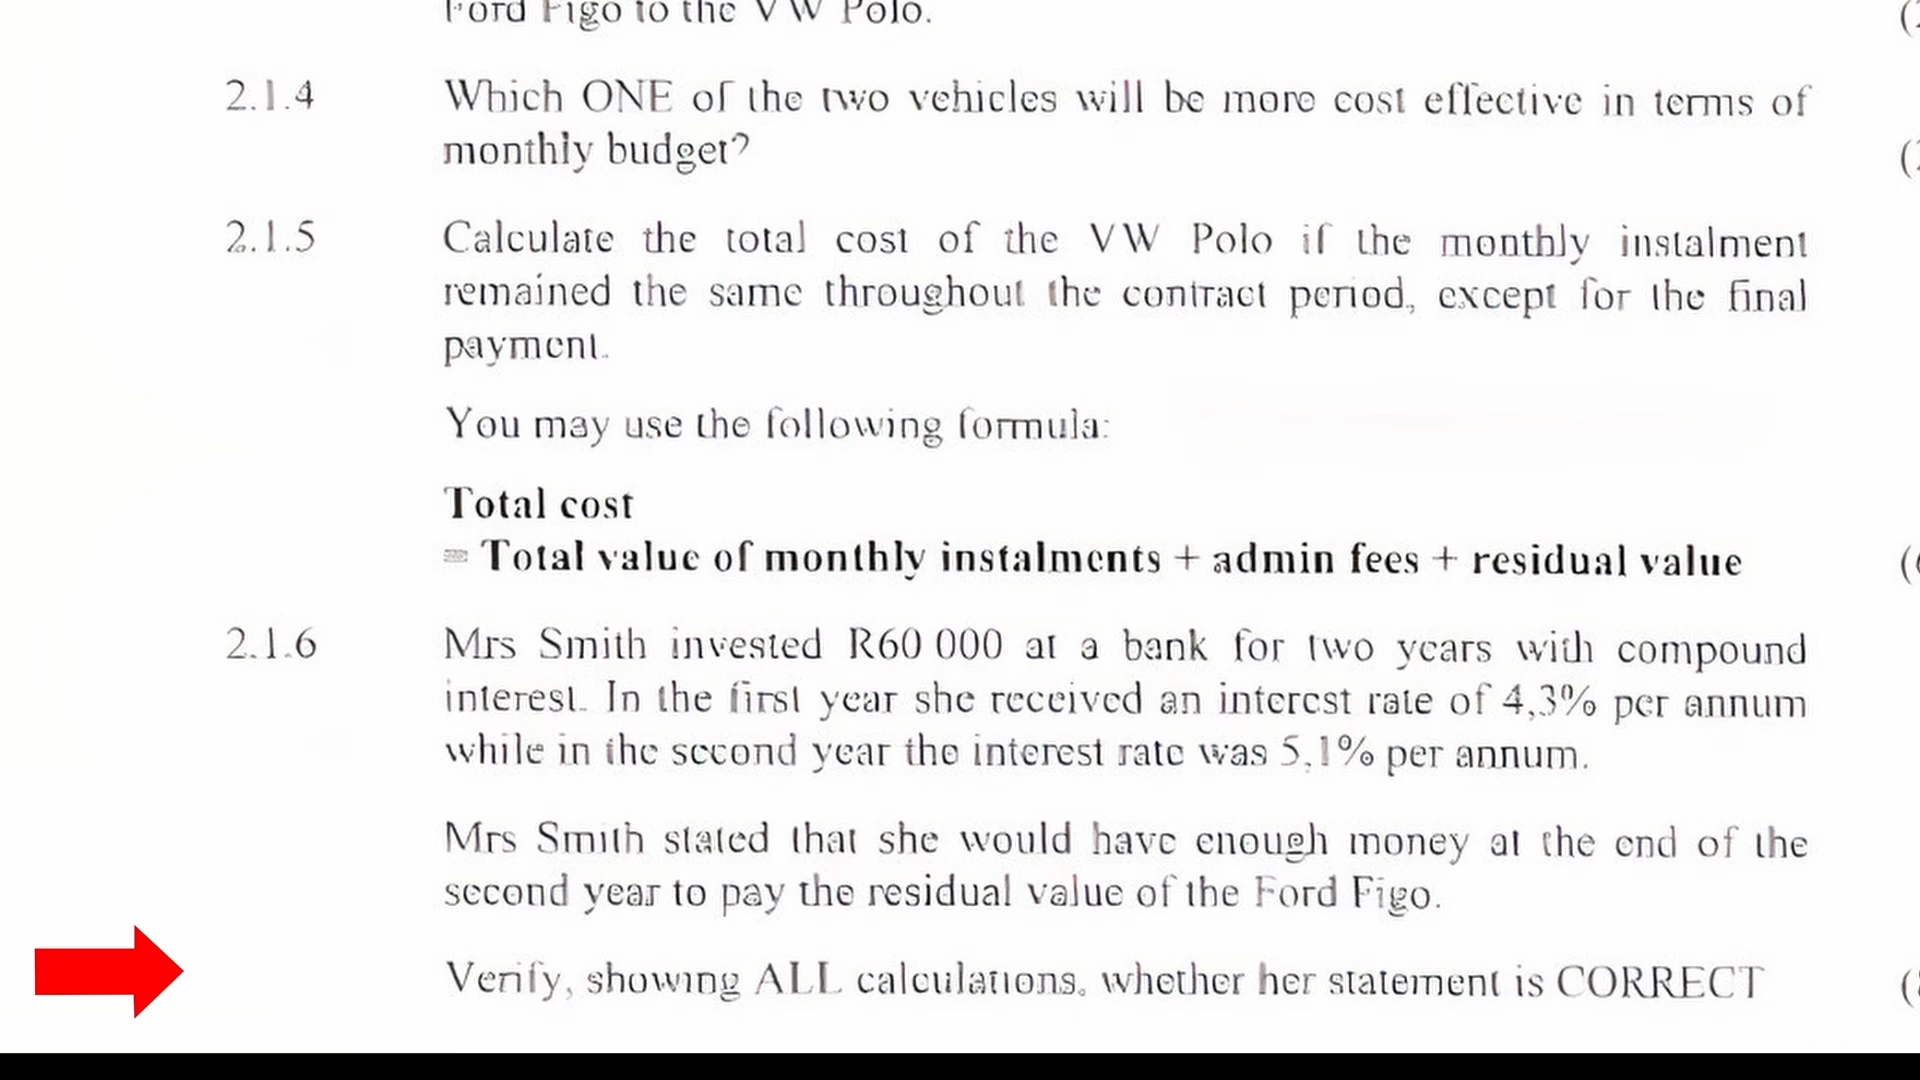 Ford Figo to the VW Polo.
2.1.4 Which ONE of the two vehicles will be more cost effective in terms of
monthly budget?
2.1.5 Calculate the total cost of the VW Polo if the monthly instalment
remained the same throughout the contract period, except for the final
payment.
You may use the following formula:
Total cost
= Total value of monthly instalments + admin fees + residual value
2.1.6 Mrs Smith invested R60 000 at a bank for two years with compound
interest. In the first year she received an interest rate of 4,3% per annum
while in the second year the interest rate was 5,1% per annum.
Mrs Smith stated that she would have enough money at the end of the
second year to pay the residual value of the Ford Figo.
Verify, showing ALL calculations, whether her statement is CORRECT